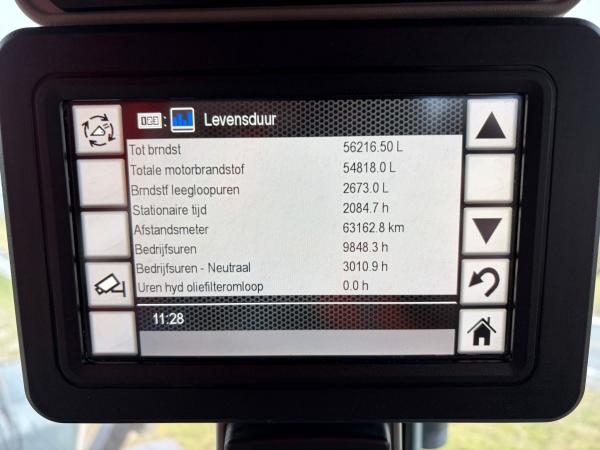 Levensduur
Tot brndst 56216.50 L
Totale motorbrandstof 54818.0 L
Brndstf leegloopuren 2673.0 L
Stationaire tijd 2084.7 h
Afstandsmeter 63162.8 km
Bedrijfsuren 9848.3 h
Bedrijfsuren - Neutraal 3010.9 h
Uren hyd oliefilteromloop 0.0 h
11:28